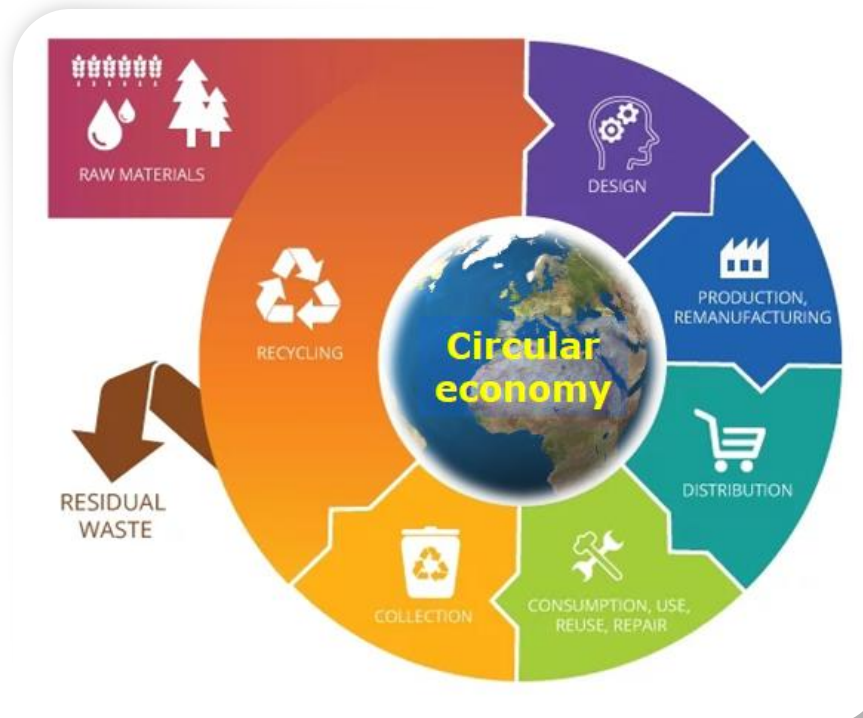 RAW MATERIALS
DESIGN
PRODUCTION,
REMANUFACTURING
RECYCLING
Circular
economy
DISTRIBUTION
RESIDUAL
WASTE
CONSUMPTION, USE,
REUSE, REPAIR
COLLECTION